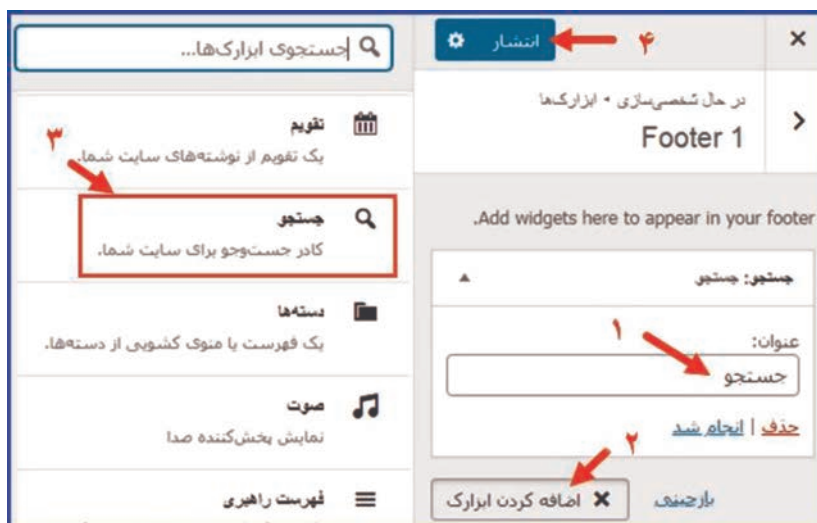 انتشار
۴
در حال شخصی‌سازی • ابزارک‌ها
Footer 1
Add widgets here to appear in your footer.
جستجو: جستجو
۱
عنوان:
جستجو
حذف | انجام شد
۲
بازچینی
اضافه کردن ابزارک
جستجوی ابزارک‌ها...
تقویم
یک تقویم از نوشته‌های سایت شما.
۳
جستجو
کادر جست‌وجو برای سایت شما.
دسته‌ها
یک فهرست یا منوی کشویی از دسته‌ها.
صوت
نمایش پخش‌کننده صدا
فهرست راهبری